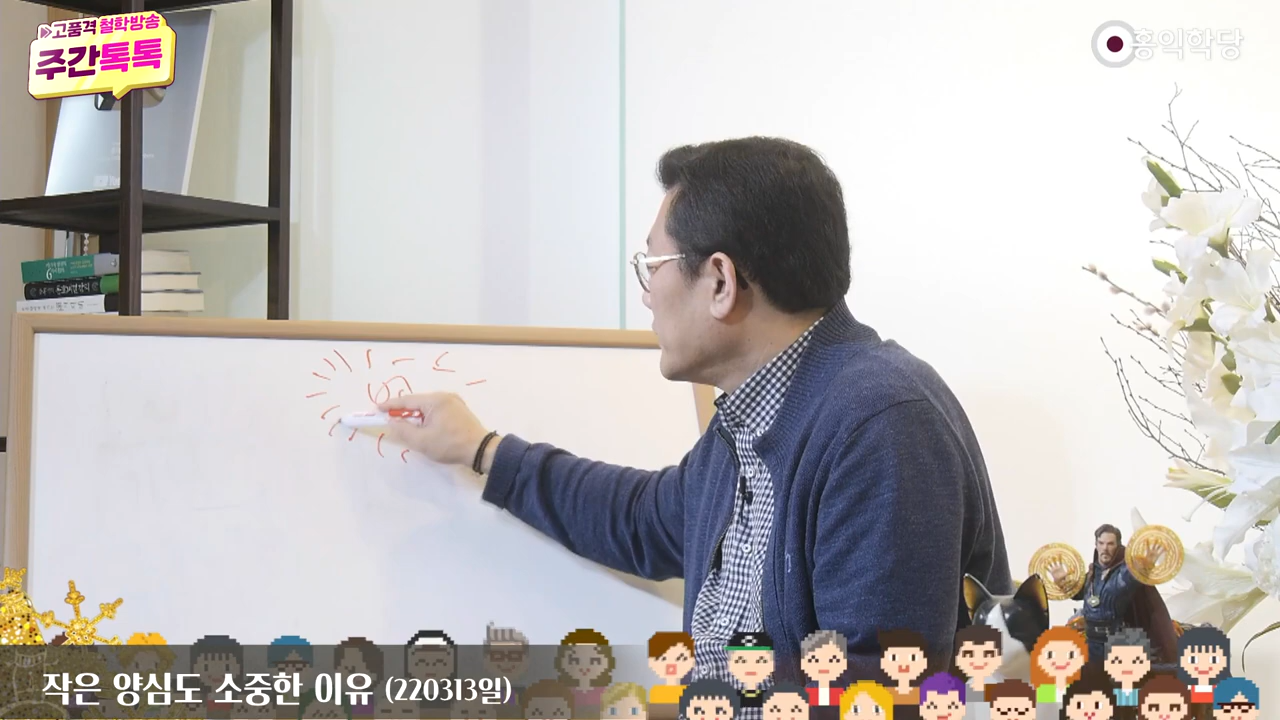 고품격 철학방송
주간톡톡
홍익학당
작은 양심도 소중한 이유 (220313일)